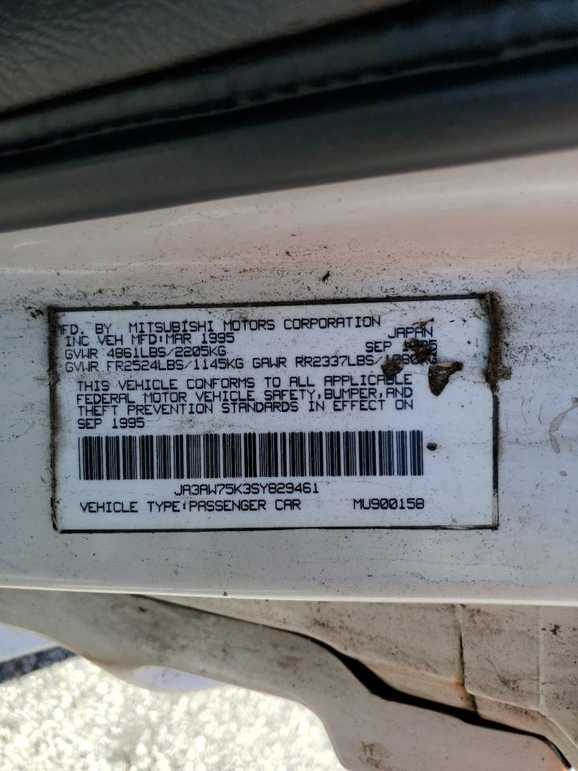 MFD. BY MITSUBISHI MOTORS CORPORATION
JAPAN
INC VEH MFD:MAR 1995 SEP
GVWR 4861LBS/2205KG
GVWR FR2524LBS/1145KG GAWR RR2337LBS/
THIS VEHICLE CONFORMS TO ALL APPLICABLE
FEDERAL MOTOR VEHICLE SAFETY,BUMPER,AND
THEFT PREVENTION STANDARDS IN EFFECT ON
SEP 1995
JA3AW75K3SY829461
VEHICLE TYPE:PASSENGER CAR MU900158